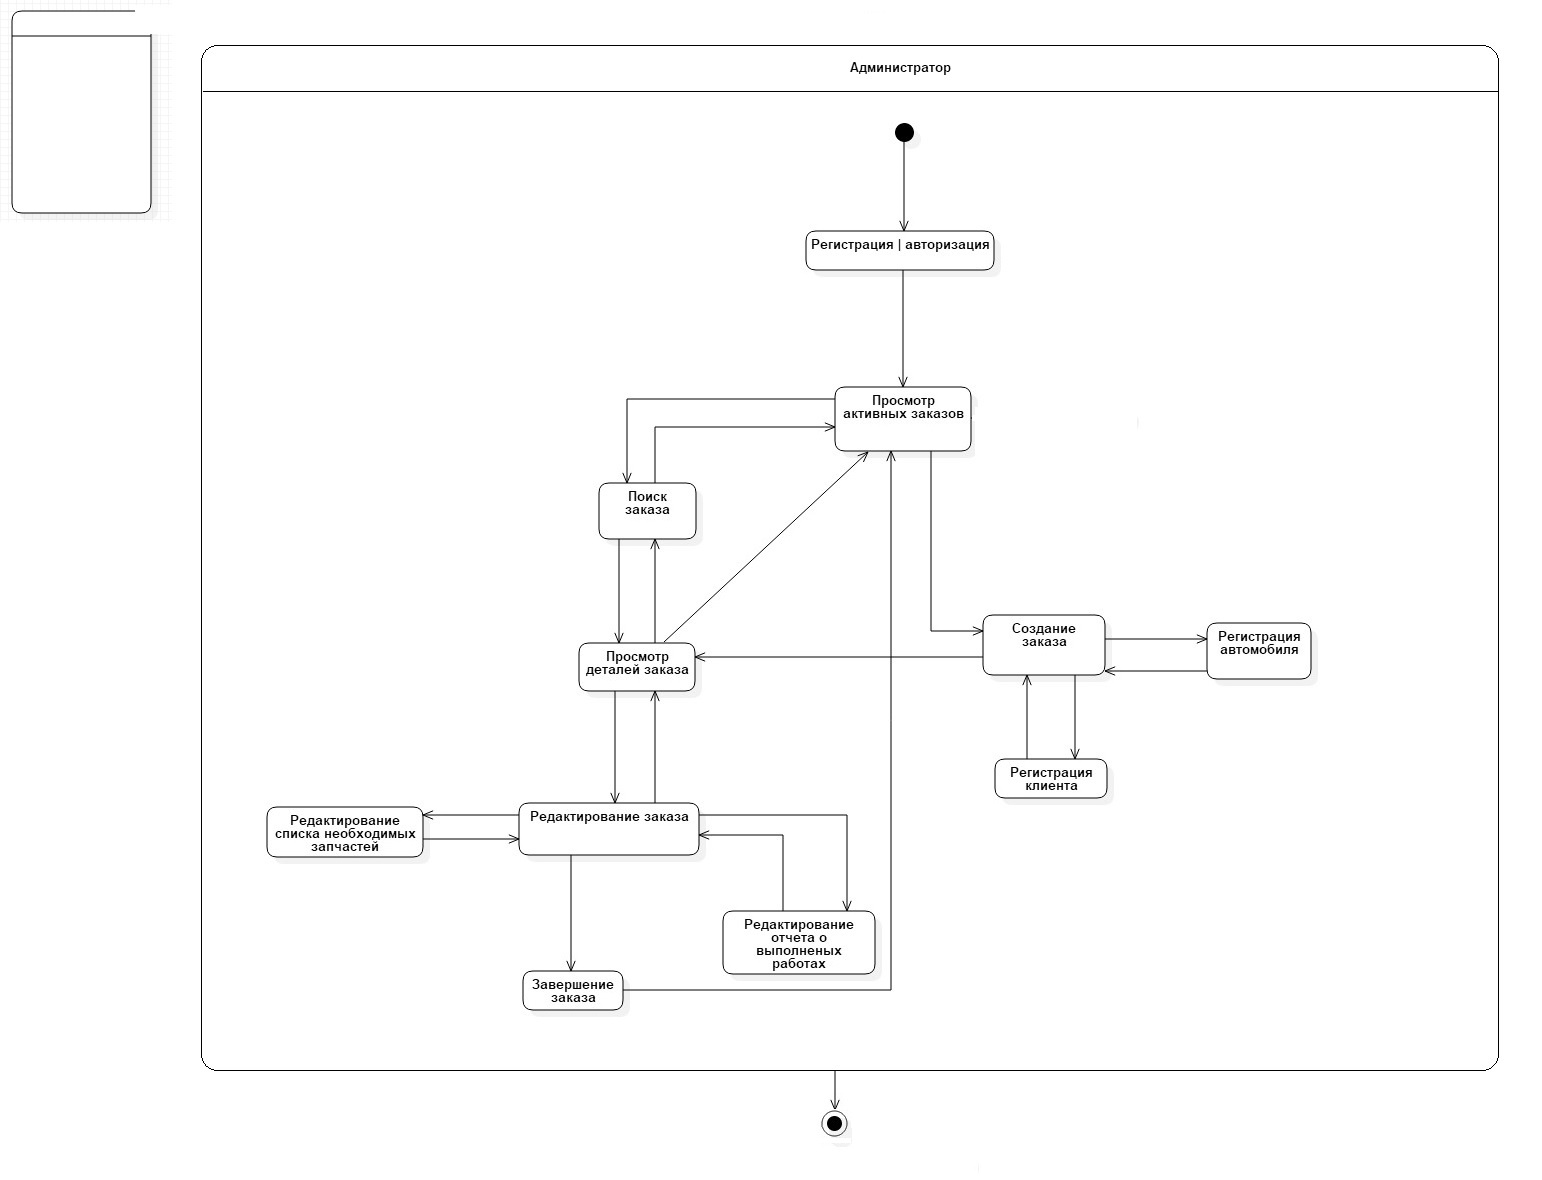 Администратор
Регистрация | авторизация
Просмотр
активных заказов
Поиск
заказа
Создание
заказа
Регистрация
автомобиля
Просмотр
деталей заказа
Регистрация
клиента
Редактирование
списка необходимых
запчастей
Редактирование заказа
Редактирование
отчета о
выполненых
работах
Завершение
заказа